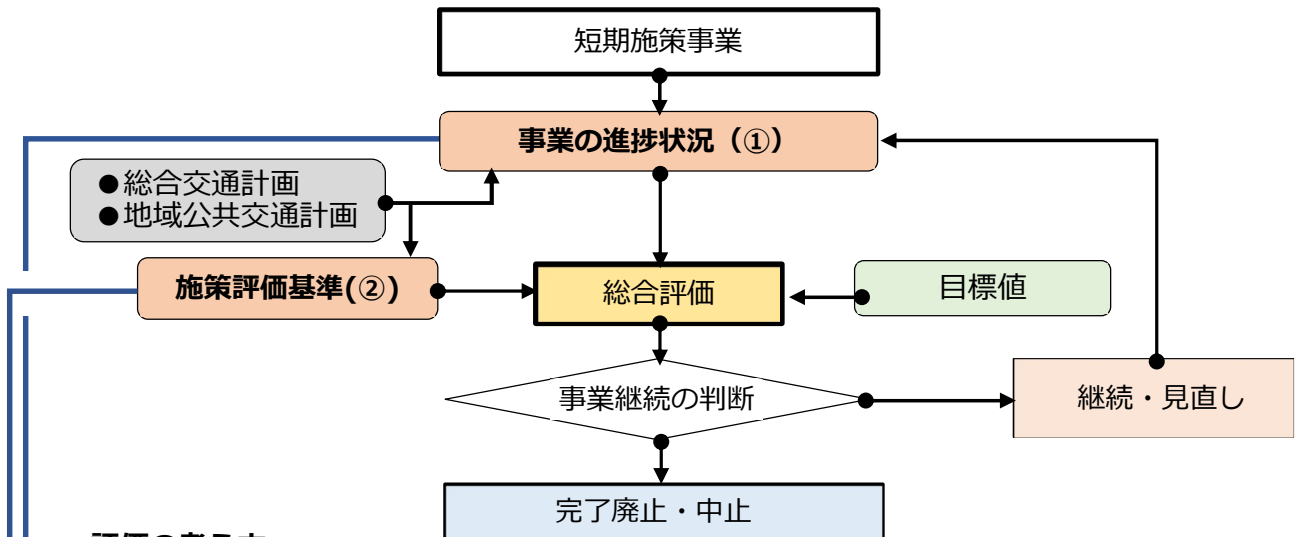 短期施策事業
事業の進捗状況（①）
●総合交通計画
●地域公共交通計画
施策評価基準(②)
総合評価
目標値
事業継続の判断
継続・見直し
完了廃止・中止